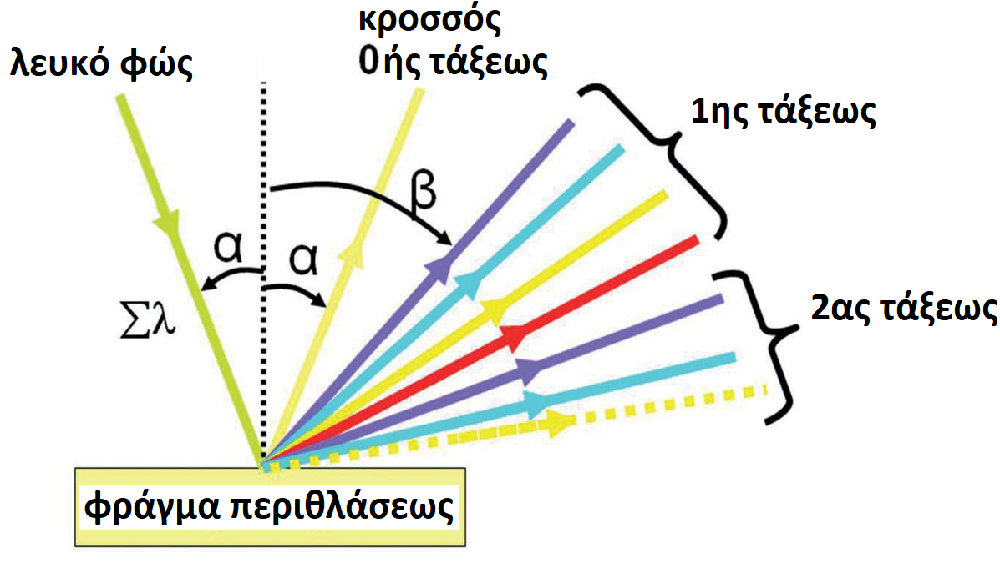 κροσσός
0ής τάξεως
λευκό φώς
1ης τάξεως
β
α
α
Σλ
2ας τάξεως
φράγμα περιθλάσεως